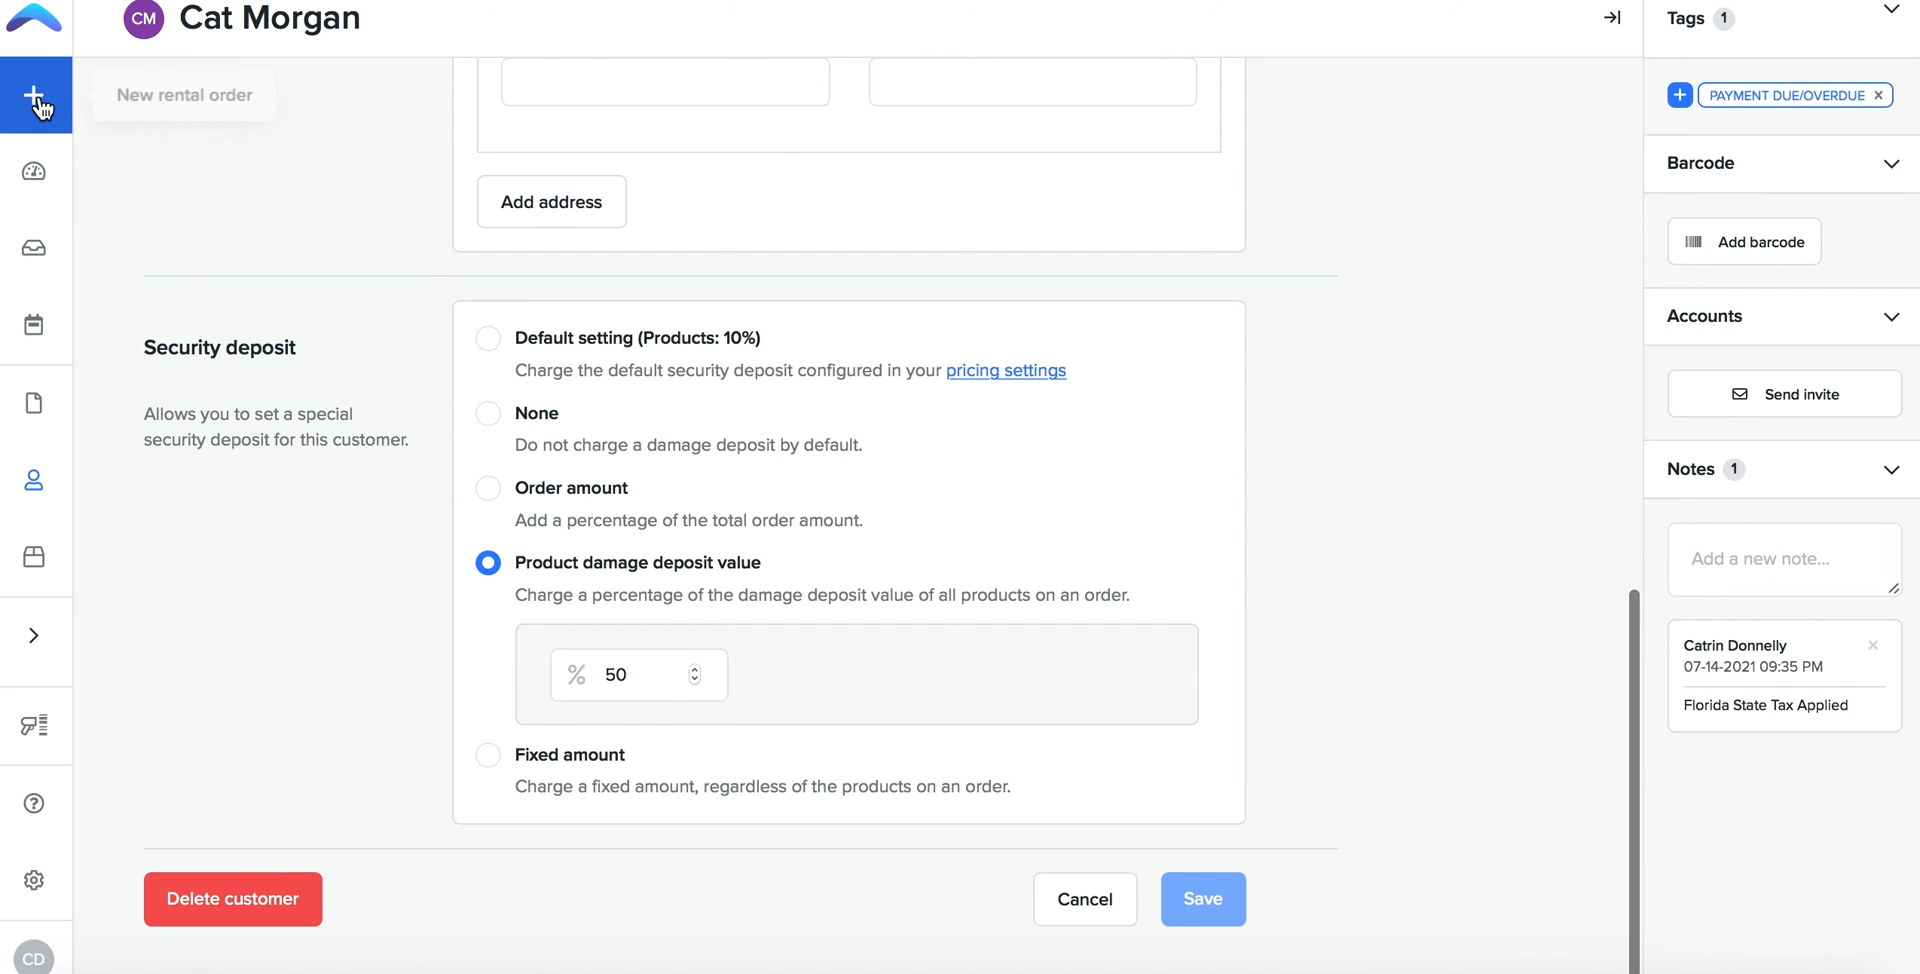 CM Cat Morgan
New rental order
Add address
Security deposit
Allows you to set a special
security deposit for this customer.
Default setting (Products: 10%)
Charge the default security deposit configured in your pricing settings
None
Do not charge a damage deposit by default.
Order amount
Add a percentage of the total order amount.
Product damage deposit value
Charge a percentage of the damage deposit value of all products on an order.
% 50
Fixed amount
Charge a fixed amount, regardless of the products on an order.
Delete customer
Cancel
Save
CD
Tags 1
PAYMENT DUE/OVERDUE
Barcode
Add barcode
Accounts
Send invite
Notes 1
Add a new note...
Catrin Donnelly
07-14-2021 09:35 PM
Florida State Tax Applied